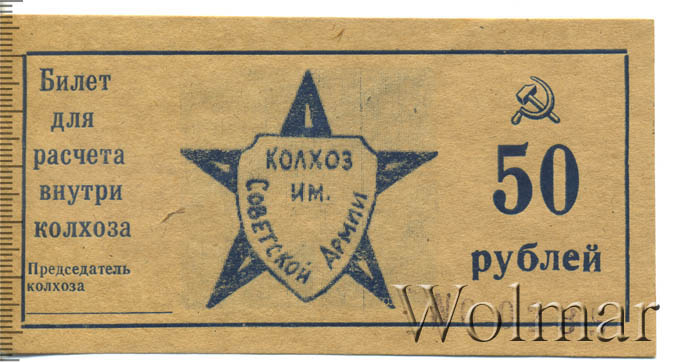 Билет
для
расчета
внутри
колхоза
Председатель
колхоза
КОЛХОЗ
ИМ.
СОВЕТСКОЙ АРМИИ
50
рублей
Wolmar